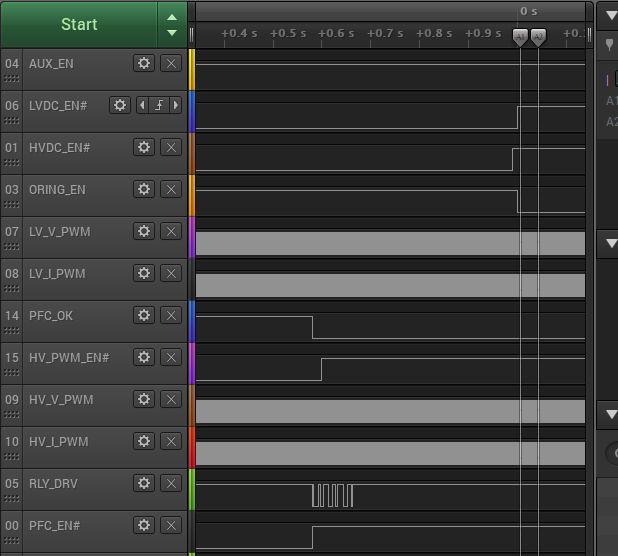 Start
0 s
+0.4 s +0.5 s +0.6 s +0.7 s +0.8 s +0.9 s A1 A2 +0.
04 AUX_EN
06 LVDC_EN#
A1
A2
01 HVDC_EN#
03 ORING_EN
07 LV_V_PWM
08 LV_I_PWM
14 PFC_OK
15 HV_PWM_EN#
09 HV_V_PWM
10 HV_I_PWM
05 RLY_DRV
00 PFC_EN#